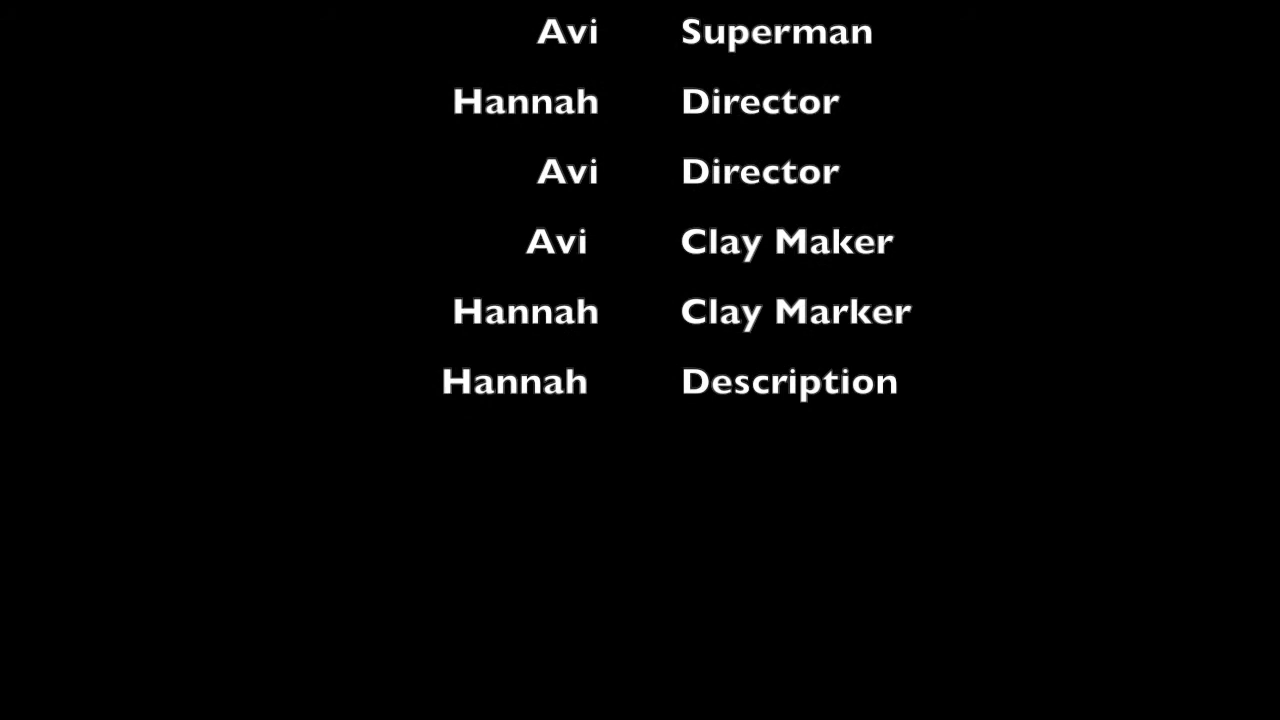 Avi Superman
Hannah Director
Avi Director
Avi Clay Maker
Hannah Clay Marker
Hannah Description